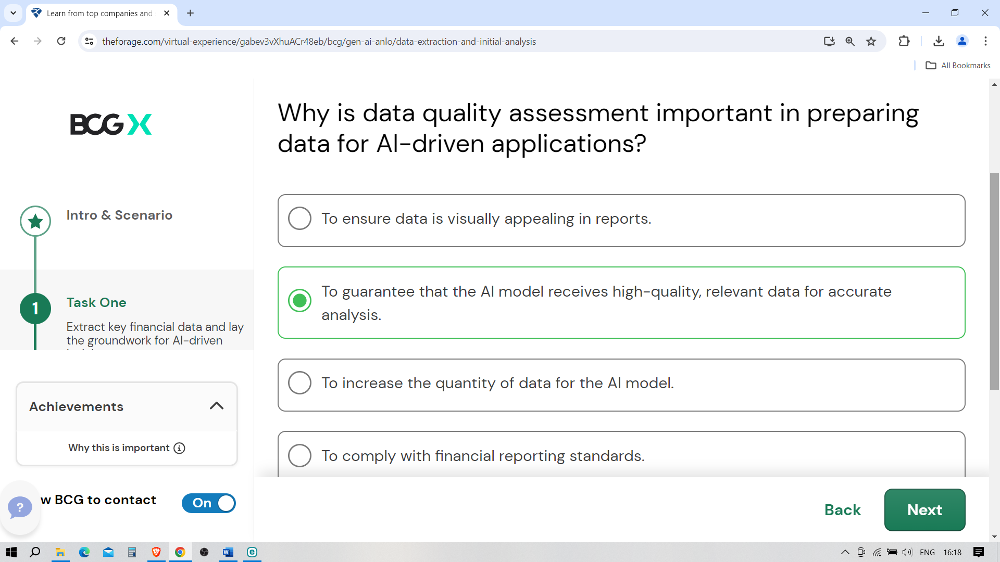 Learn from top companies and
theforage.com/virtual-experience/gabev3vXhuACr48eb/bcg/gen-ai-anlo/data-extraction-and-initial-analysis
All Bookmarks
BCG X
Intro & Scenario
1
Task One
Extract key financial data and lay
the groundwork for AI-driven
Achievements
Why this is important
w BCG to contact
On
?
Why is data quality assessment important in preparing
data for AI-driven applications?
To ensure data is visually appealing in reports.
To guarantee that the AI model receives high-quality, relevant data for accurate
analysis.
To increase the quantity of data for the AI model.
To comply with financial reporting standards.
Back
Next
ENG
16:18